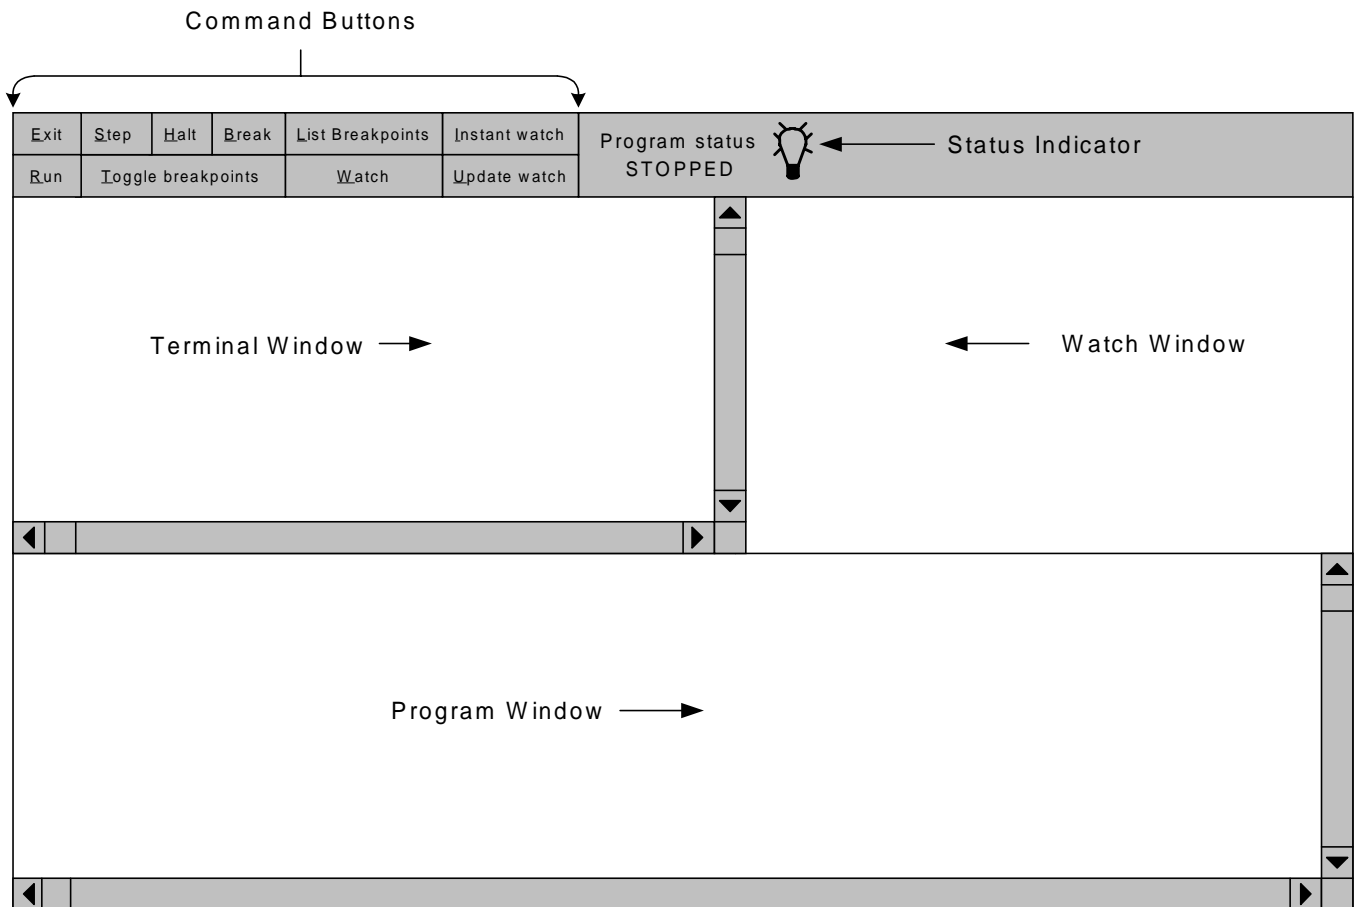 Command Buttons
Exit
Step
Halt
Break
List Breakpoints
Instant watch
Run
Toggle breakpoints
Watch
Update watch
Program status
STOPPED
Status Indicator
Terminal Window
Watch Window
Program Window